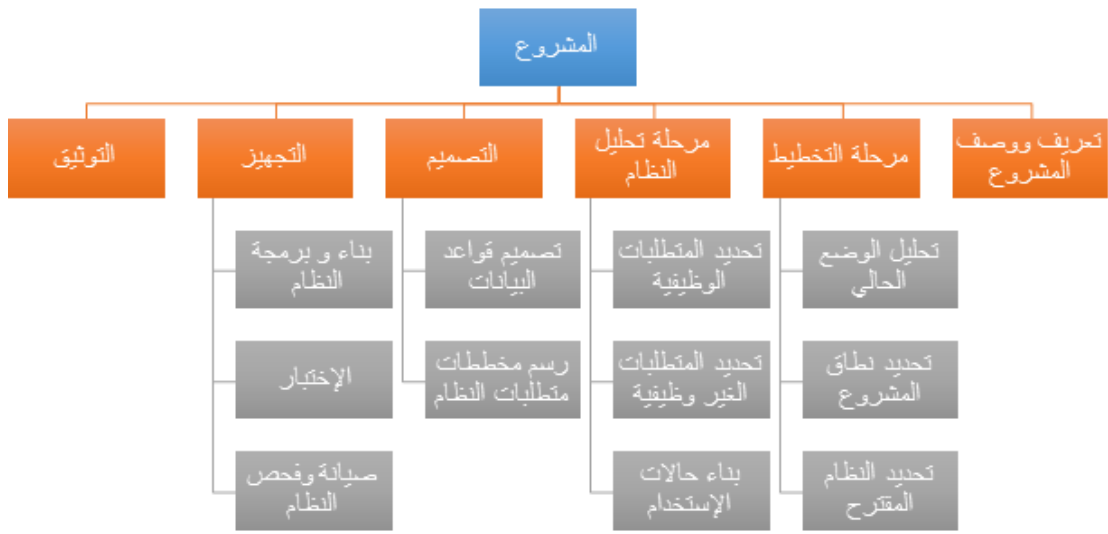 المشروع
تعريف ووصف
المشروع
مرحلة التخطيط
مرحلة تحليل
النظام
التصميم
التجهيز
التوثيق
تحليل الوضع
الحالي
تحديد نطاق
المشروع
تحديد النظام
المقترح
تحديد المتطلبات
الوظيفية
تحديد المتطلبات
الغير وظيفية
بناء حالات
الإستخدام
تصميم قواعد
البيانات
رسم مخططات
متطلبات النظام
بناء و برمجة
النظام
الإختبار
صيانة وفحص
النظام